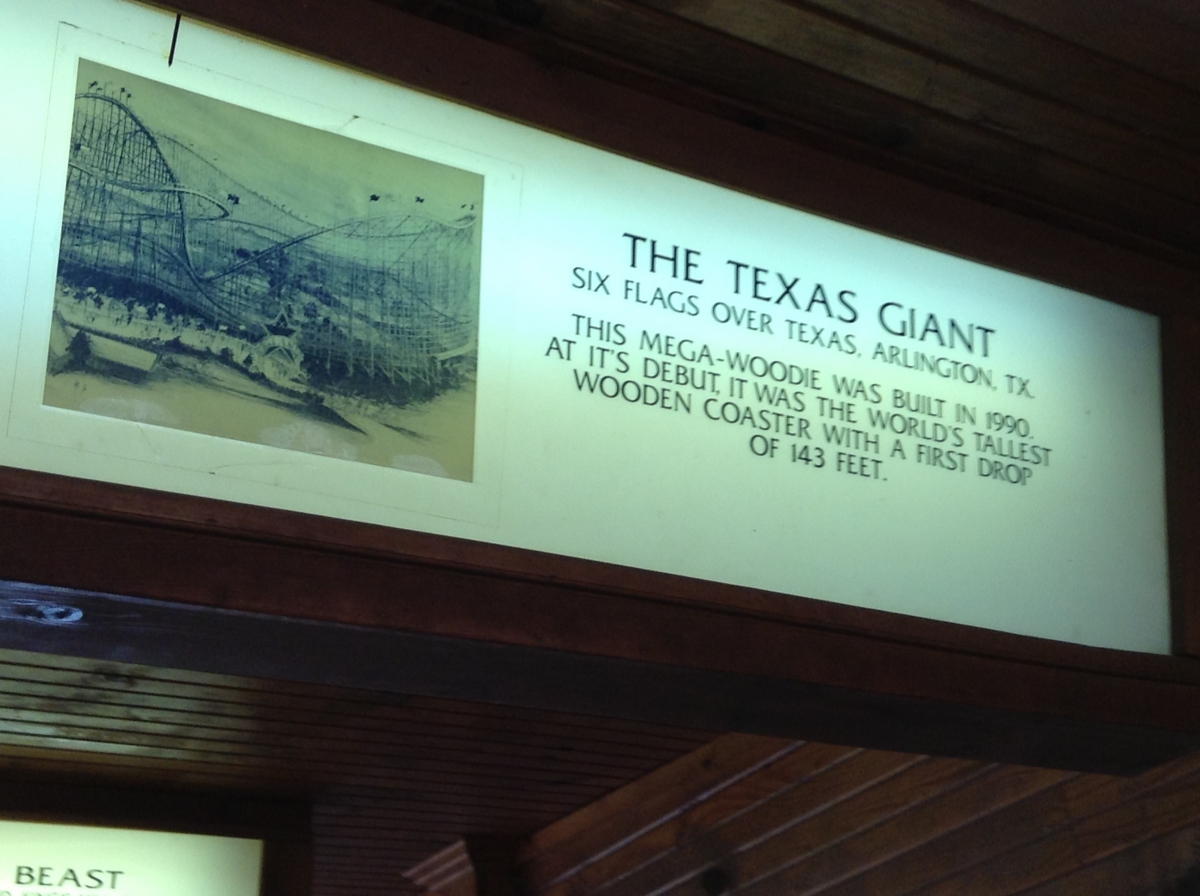 THE TEXAS GIANT
SIX FLAGS OVER TEXAS, ARLINGTON, TX.
THIS MEGA-WOODIE WAS BUILT IN 1990.
AT IT'S DEBUT, IT WAS THE WORLD'S TALLEST
WOODEN COASTER WITH A FIRST DROP
OF 143 FEET.
BEAST